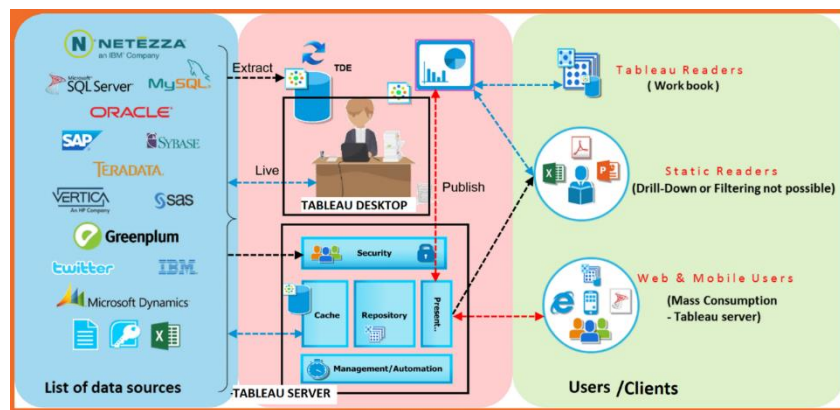 NETEZZA
an IBM Company
Microsoft
SQL Server
MySQL
ORACLE
SAP
SYBASE
TERADATA
VERTICA
An HP Company
sas
Greenplum
twitter
IBM
Microsoft Dynamics
List of data sources
Extract
TDE
Live
TABLEAU DESKTOP
Publish
Security
Cache
Repository
Present..
Management/Automation
-TABLEAU SERVER
Tableau Readers
( Work book)
Static Readers
(Drill-Down or Filtering not possible)
Web & Mobile Users
(Mass Consumption
- Tableau server)
Users /Clients